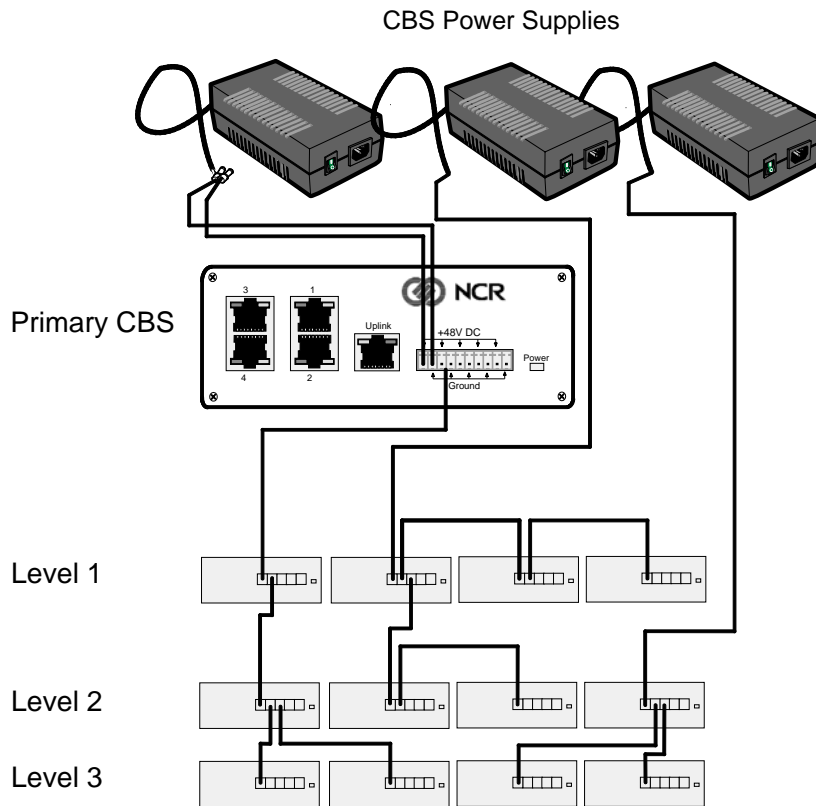 CBS Power Supplies
NCR
3
1
Uplink
+48V DC
Power
Primary CBS
4
2
Ground
Level 1
Level 2
Level 3